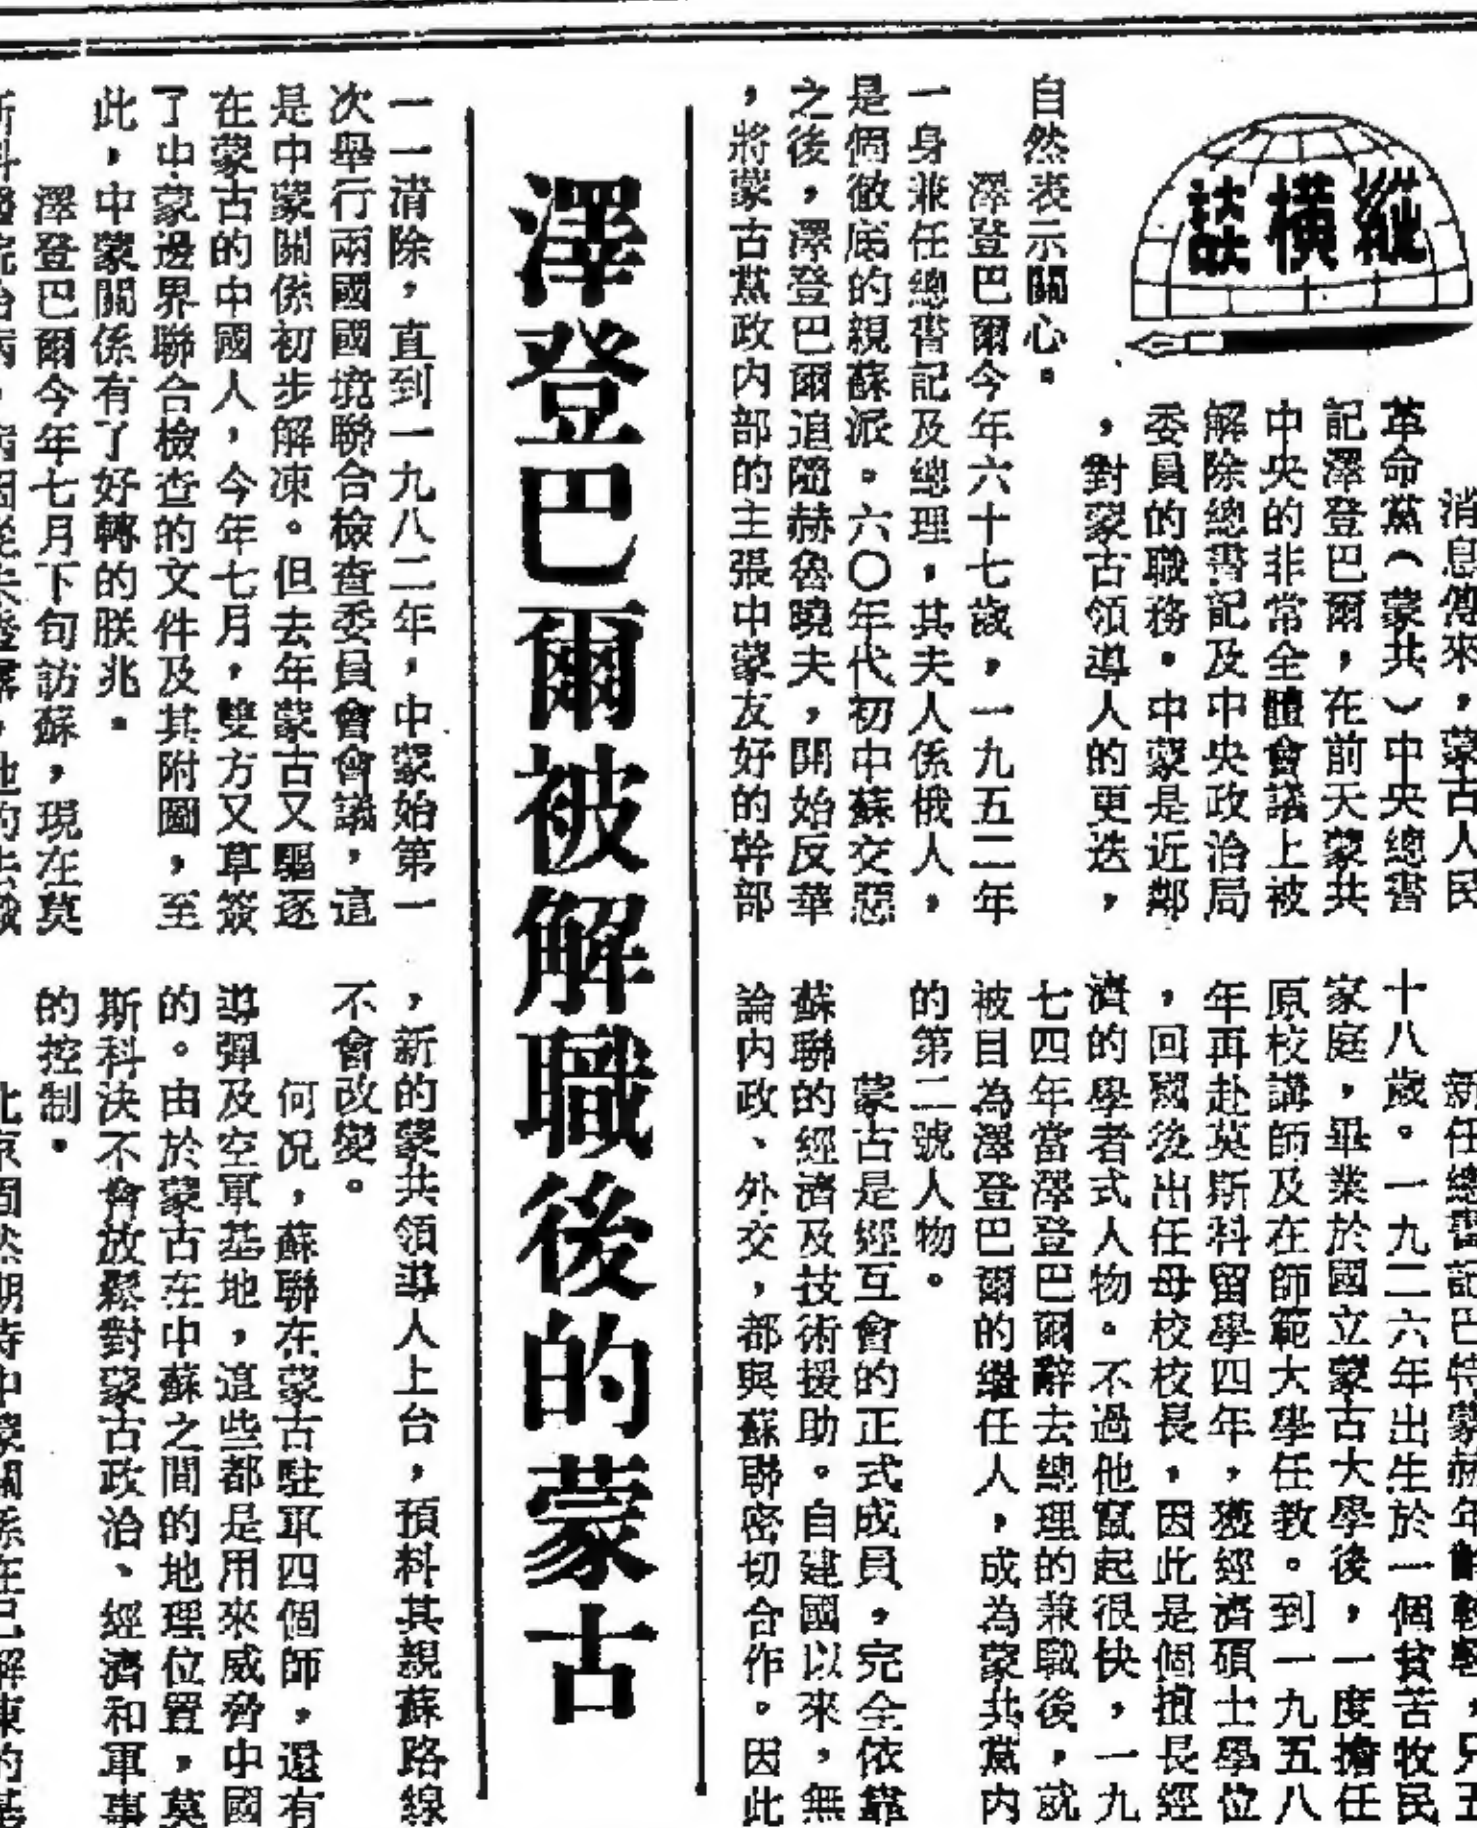 縱橫談
澤登巴爾被解職後的蒙古
消息傳來，蒙古人民
革命黨（蒙共）中央總書
記澤登巴爾，在前天蒙共
中央的非常全體會議上被
解除總書記及中央政治局
委員的職務。中蒙是近鄰
，對蒙古領導人的更迭，
自然表示關心。
澤登巴爾今年六十七歲，一九五二年
一身兼任總書記及總理，其夫人係俄人，
是個徹底的親蘇派。六〇年代初中蘇交惡
之後，澤登巴爾追隨赫魯曉夫，開始反華
，將蒙古黨政内部的主張中蒙友好的幹部
一一清除，直到一九八二年，中蒙始第一
次舉行兩國國境聯合檢查委員會會議，這
是中蒙關係初步解凍。但去年蒙古又驅逐
在蒙古的中國人，今年七月，雙方又草簽
了中蒙邊界聯合檢查的文件及其附圖，至
此，中蒙關係有了好轉的朕兆。
澤登巴爾今年七月下旬訪蘇，現在莫
新任總書記巴特蒙赫年齡較輕，只五
十八歲。一九二六年出生於一個貧苦牧民
家庭，畢業於國立蒙古大學後，一度擔任
原校講師及在師範大學任教。到一九五八
年再赴莫斯科留學四年，獲經濟碩士學位
，回國後出任母校校長，因此是個擅長經
濟的學者式人物。不過他竄起很快，一九
七四年當澤登巴爾辭去總理的兼職後，就
被目為澤登巴爾的繼任人，成為蒙共黨内
的第二號人物。
蒙古是經互會的正式成員，完全依靠
蘇聯的經濟及技術援助。自建國以來，無
論内政、外交，都與蘇聯密切合作。因此
，新的蒙共領導人上台，預料其親蘇路線
不會改變。
何况，蘇聯在蒙古駐軍四個師，還有
導彈及空軍基地，這些都是用來威脅中國
的。由於蒙古在中蘇之間的地理位置，莫
斯科決不會放鬆對蒙古政治、經濟和軍事
的控制。